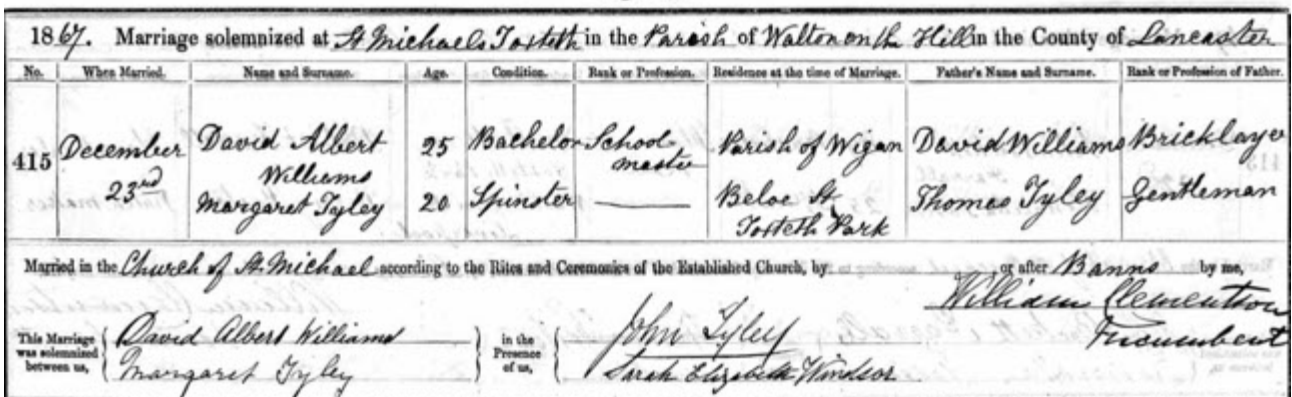 1867. Marriage solemnized at St Michaels Toxteth in the Parish of Walton on the Hill in the County of Lancaster
No. When Married. Name and Surname. Age. Condition. Rank or Profession. Residence at the time of Marriage. Father's Name and Surname. Rank or Profession of Father.
415 December 23rd David Albert Williams 25 Bachelor School master Parish of Wigan David Williams Bricklayer
Margaret Tyley 20 Spinster Beloe St Toxteth Park Thomas Tyley Gentleman
Married in the Church of St. Michael according to the Rites and Ceremonies of the Established Church, by or after Banns by me,
William Clementson
Incumbent
This Marriage was solemnized between us, David Albert Williams in the Presence of us, John Tyley
Margaret Tyley Sarah Elizabeth Windsor